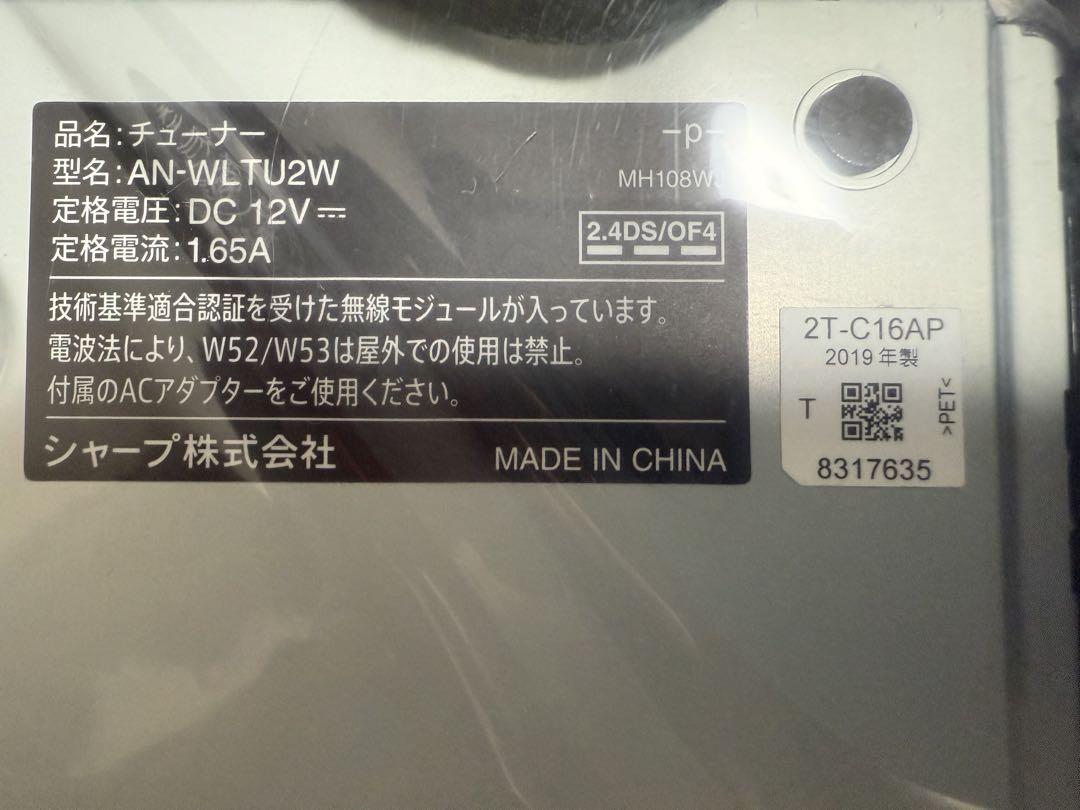 品名:チューナー
-p-
型名:AN-WLTU2W
MH108WJ
定格電圧:DC 12V
2.4DS/OF4
定格電流:1.65A
技術基準適合認証を受けた無線モジュールが入っています。
電波法により、W52/W53は屋外での使用は禁止。
付属のACアダプターをご使用ください。
シャープ株式会社
MADE IN CHINA
2T-C16AP
2019年製
T
>PET<
8317635